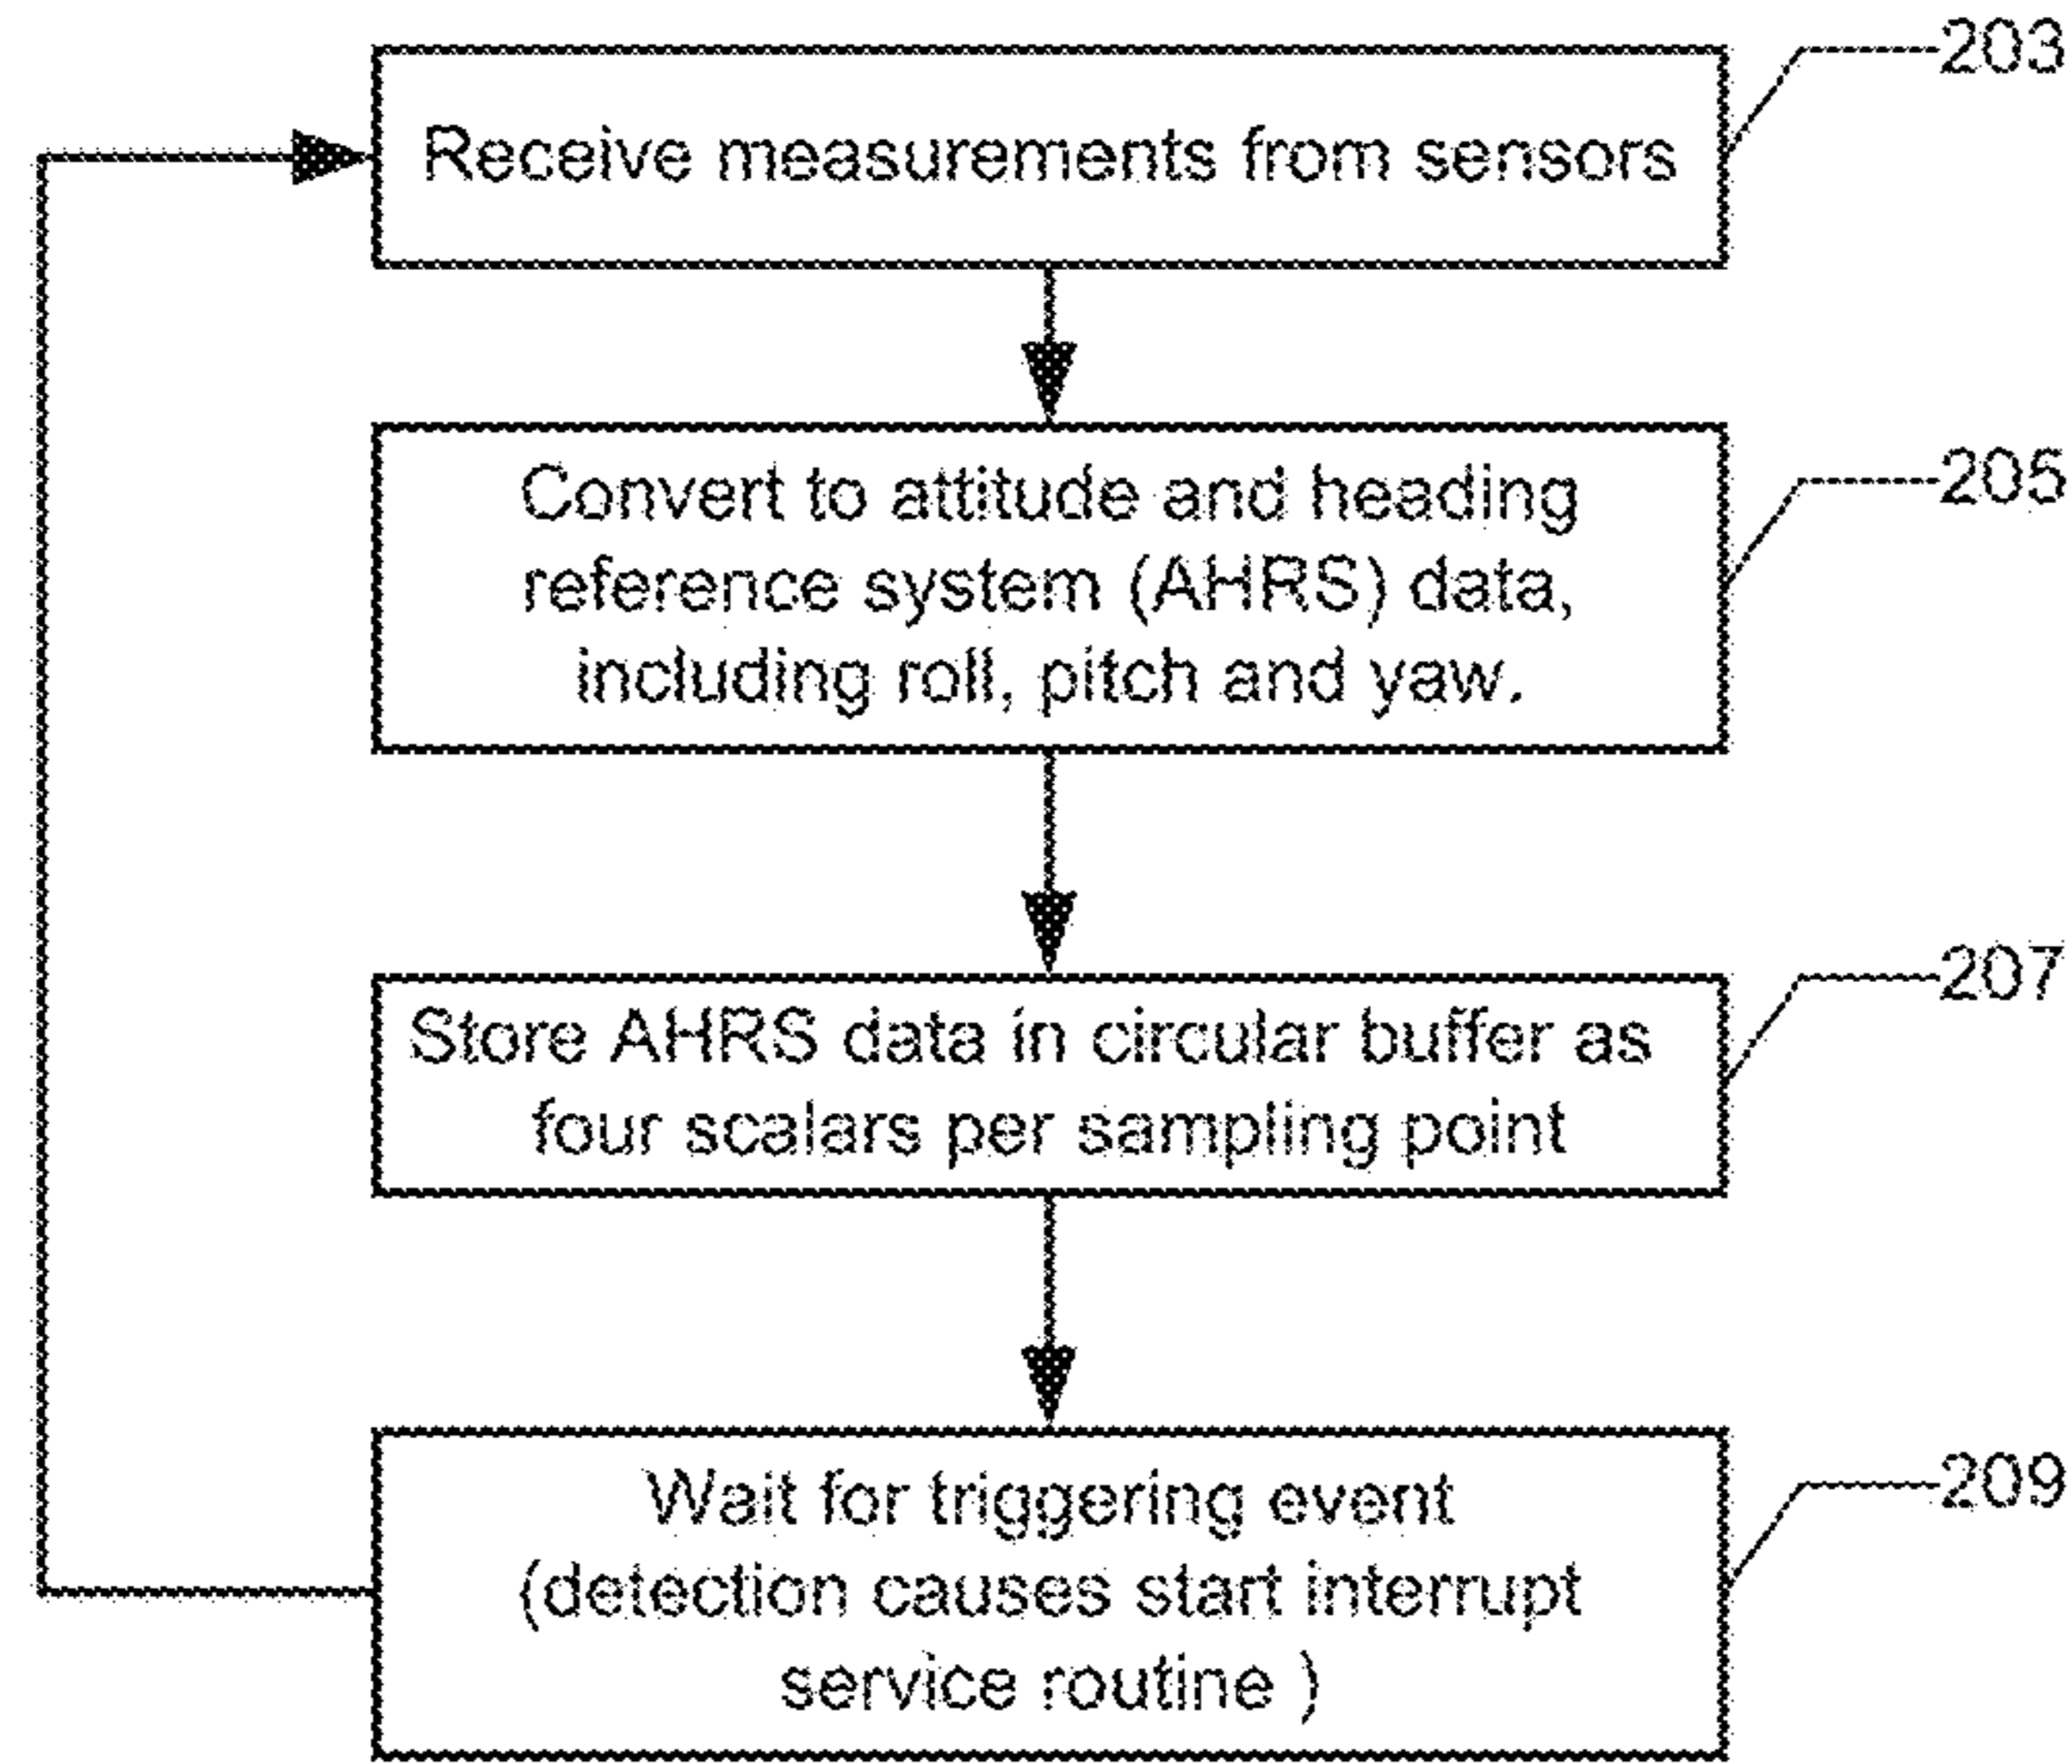 203
Receive measurements from sensors
205
Convert to attitude and heading
reference system (AHRS) data,
including roll, pitch and yaw.
207
Store AHRS data in circular buffer as
four scalars per sampling point
209
Wait for triggering event
(detection causes start interrupt
service routine )